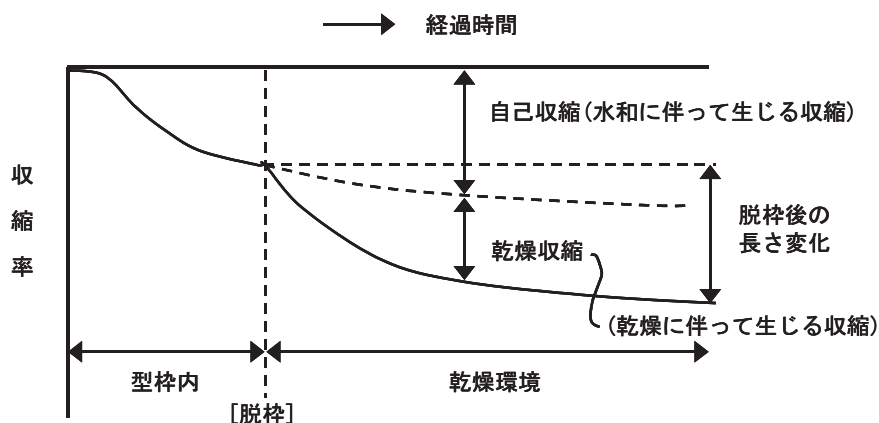 経過時間
自己収縮(水和に伴って生じる収縮)
収縮率
脱枠後の
長さ変化
乾燥収縮
(乾燥に伴って生じる収縮)
型枠内
乾燥環境
[脱枠]